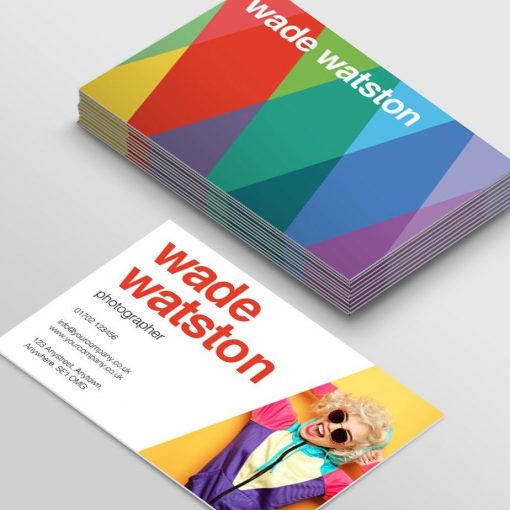 wade watston
wade
watston
photographer
01702 123456
info@yourcompany.co.uk
www.yourcompany.co.uk
123 Anystreet, Anytown,
Anywhere, SE1 OMG